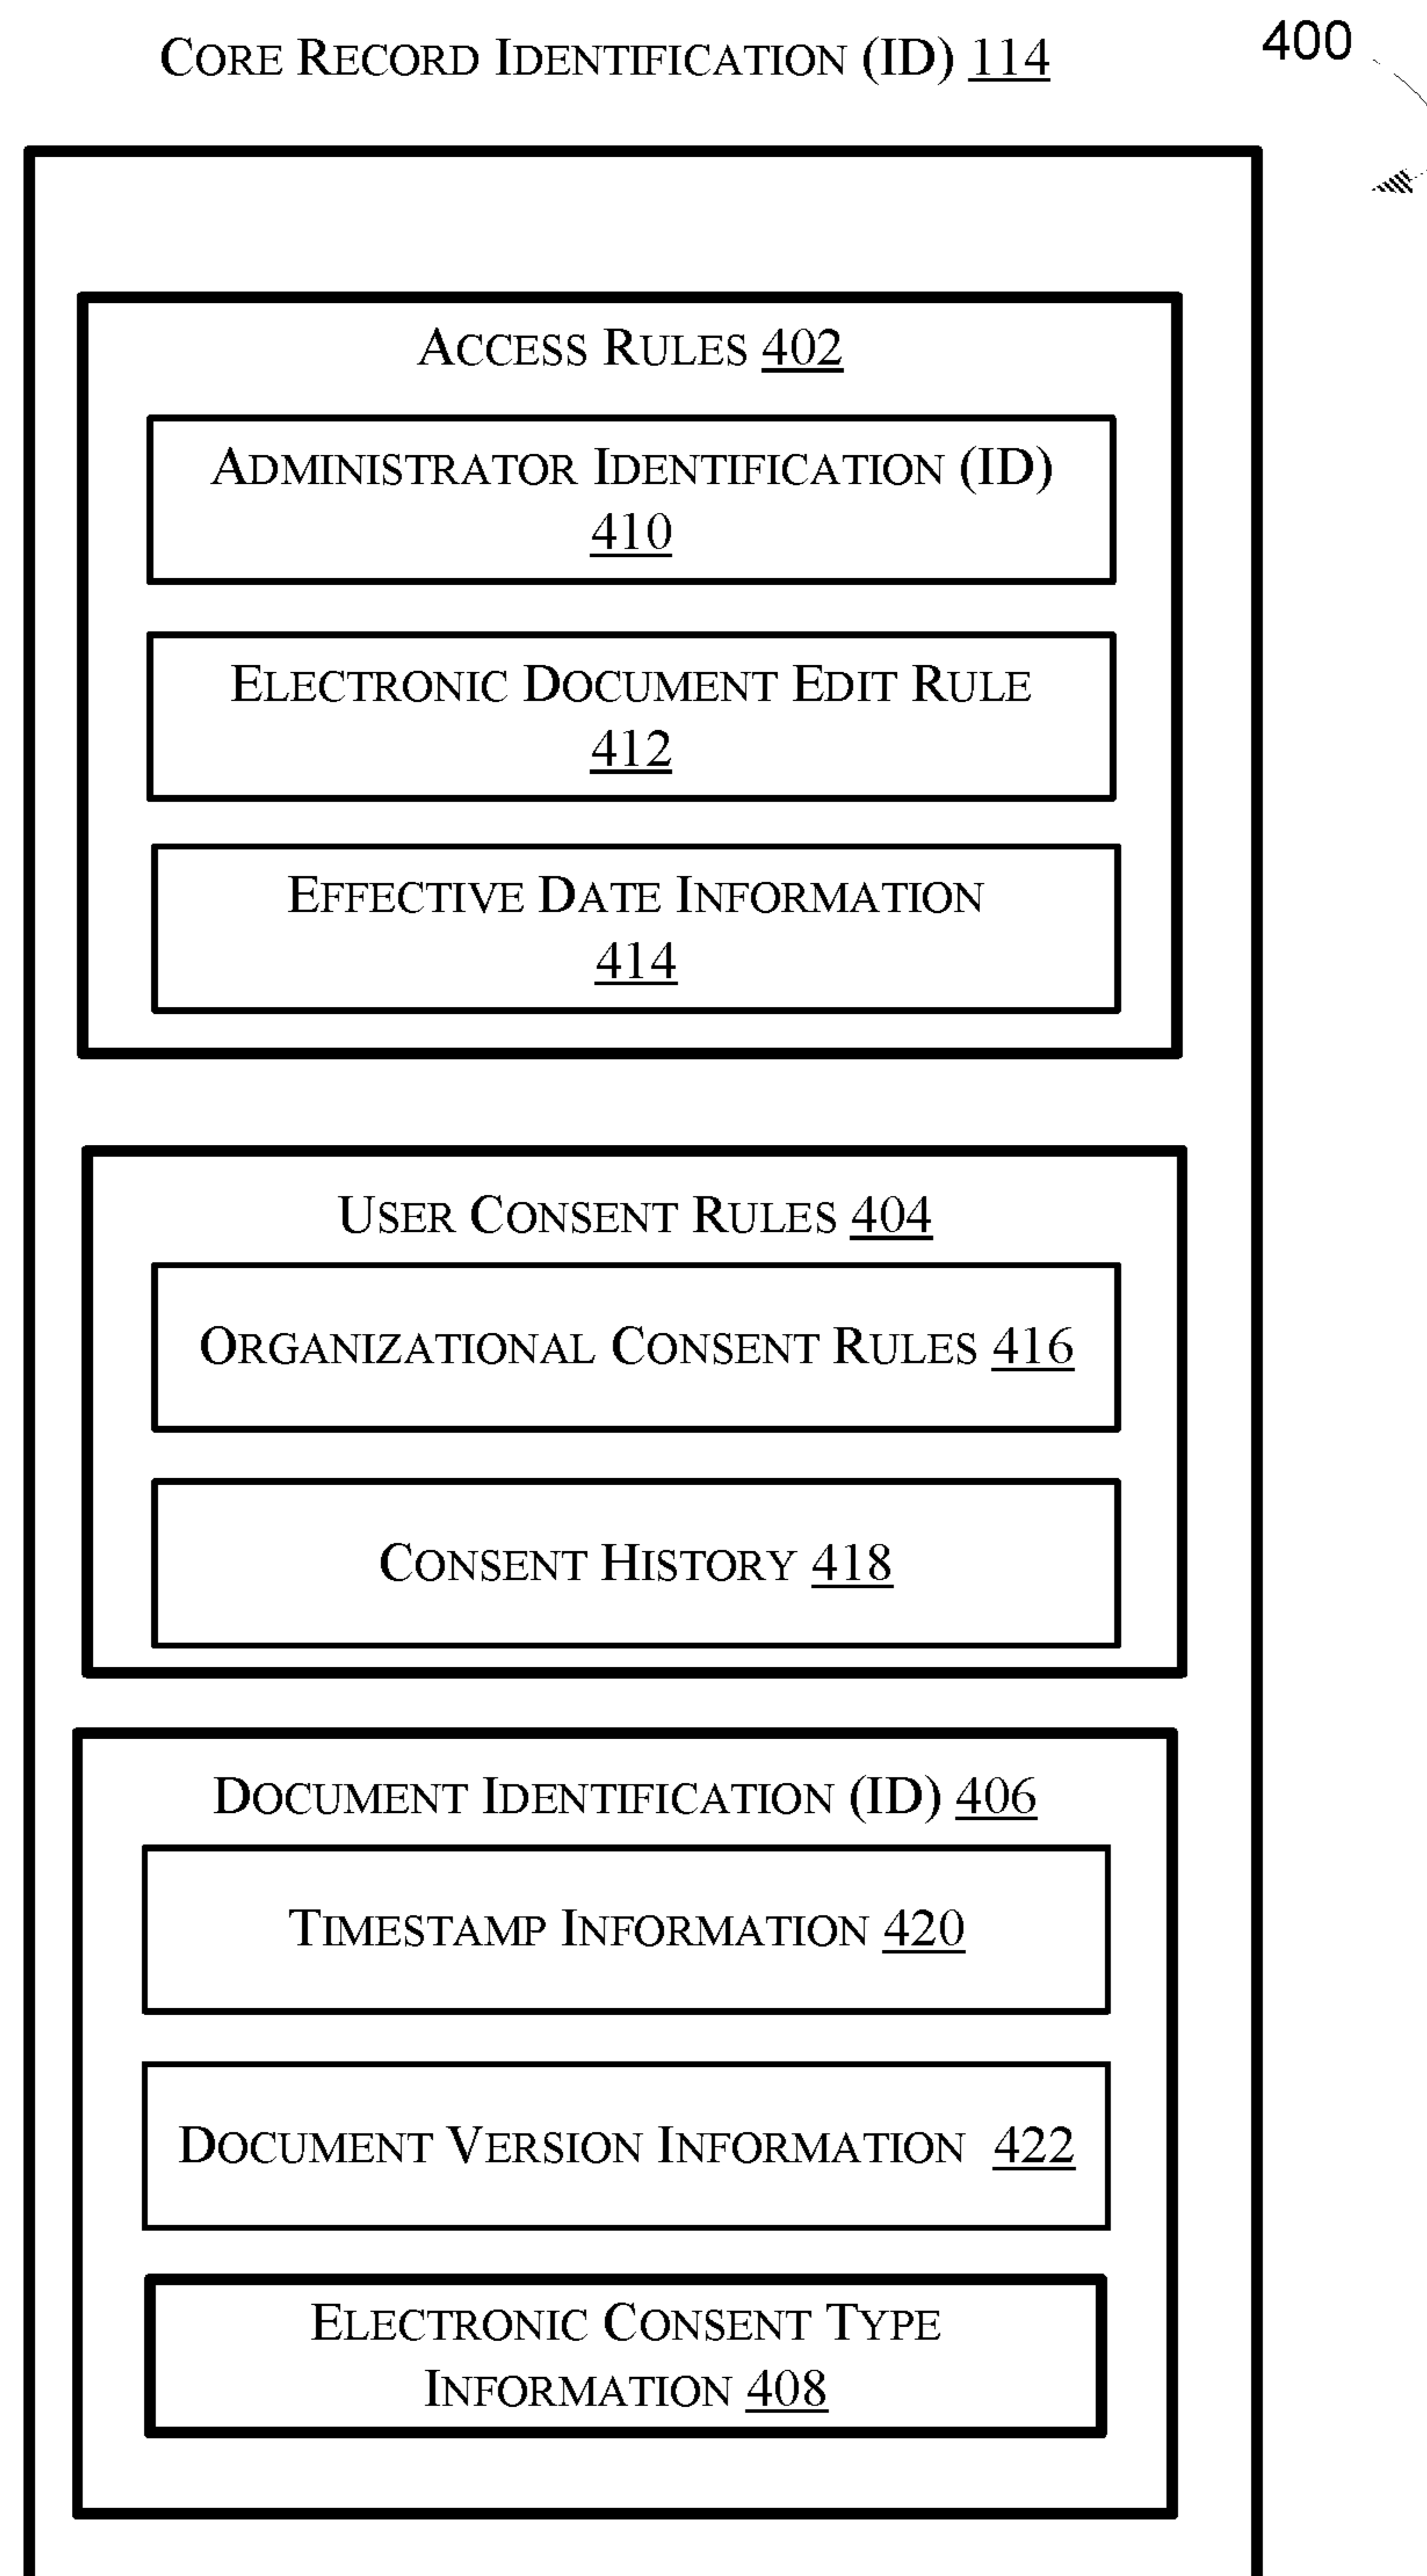 CORE RECORD IDENTIFICATION (ID) 114
400
ACCESS RULES 402
ADMINISTRATOR IDENTIFICATION (ID)
410
ELECTRONIC DOCUMENT EDIT RULE
412
EFFECTIVE DATE INFORMATION
414
USER CONSENT RULES 404
ORGANIZATIONAL CONSENT RULES 416
CONSENT HISTORY 418
DOCUMENT IDENTIFICATION (ID) 406
TIMESTAMP INFORMATION 420
DOCUMENT VERSION INFORMATION 422
ELECTRONIC CONSENT TYPE
INFORMATION 408